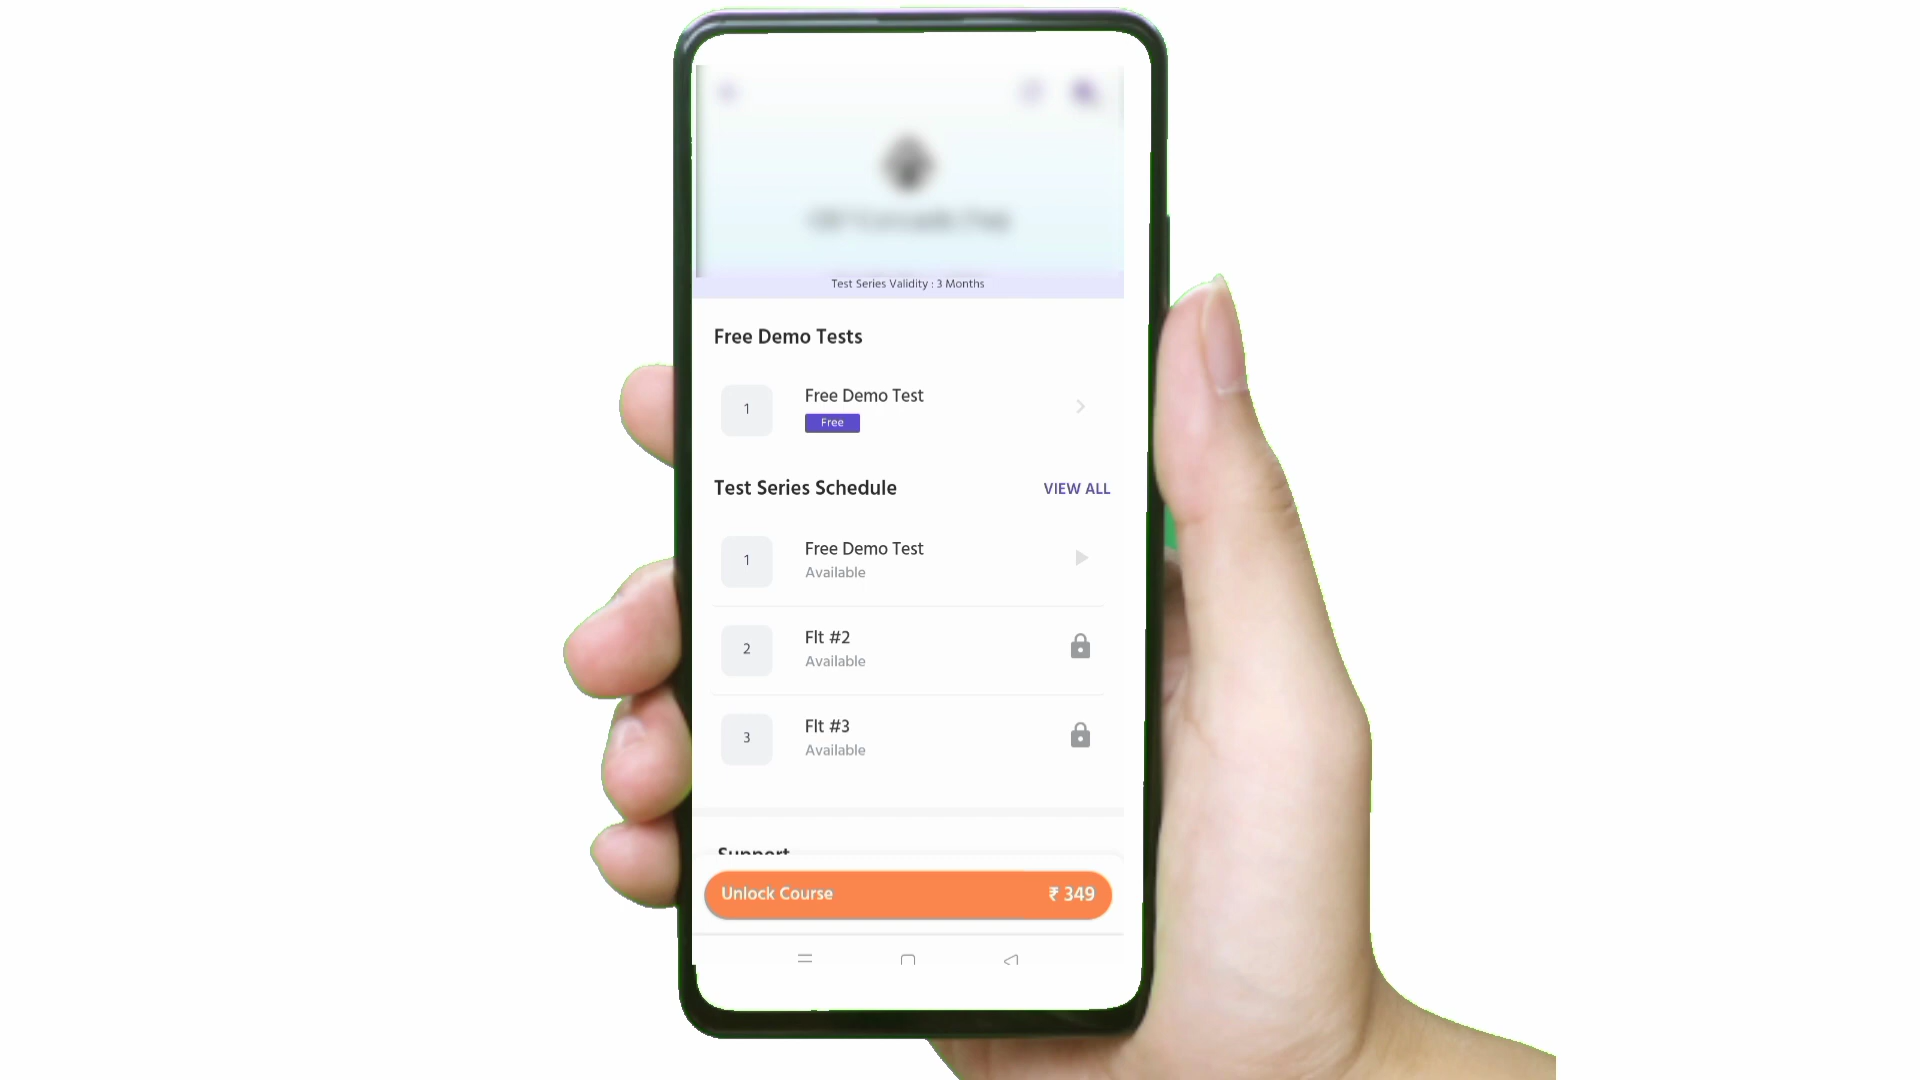 Test Series Validity : 3 Months
Free Demo Tests
1
Free Demo Test
Free
Test Series Schedule
VIEW ALL
1
Free Demo Test
Available
2
Flt #2
Available
3
Flt #3
Available
Support
Unlock Course
₹ 349